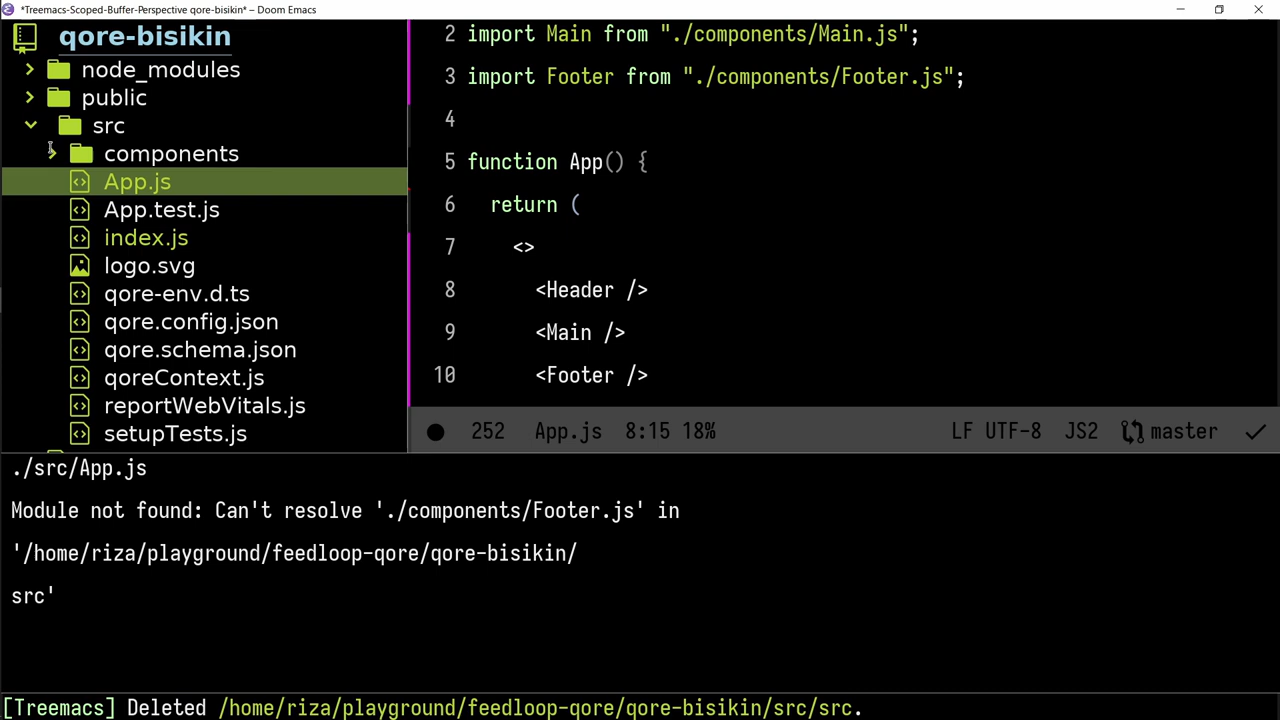 *Treemacs-Scoped-Buffer-Perspective qore-bisikin* – Doom Emacs
qore-bisikin
node_modules
public
src
components
App.js
App.test.js
index.js
logo.svg
qore-env.d.ts
qore.config.json
qore.schema.json
qoreContext.js
reportWebVitals.js
setupTests.js
2 import Main from "./components/Main.js";
3 import Footer from "./components/Footer.js";
4
5 function App() {
6 return (
7 <>
8 <Header />
9 <Main />
10 <Footer />
252 App.js 8:15 18% LF UTF-8 JS2 master
./src/App.js
Module not found: Can't resolve './components/Footer.js' in
'/home/riza/playground/feedloop-qore/qore-bisikin/
src'
[Treemacs] Deleted /home/riza/playground/feedloop-qore/qore-bisikin/src/src.